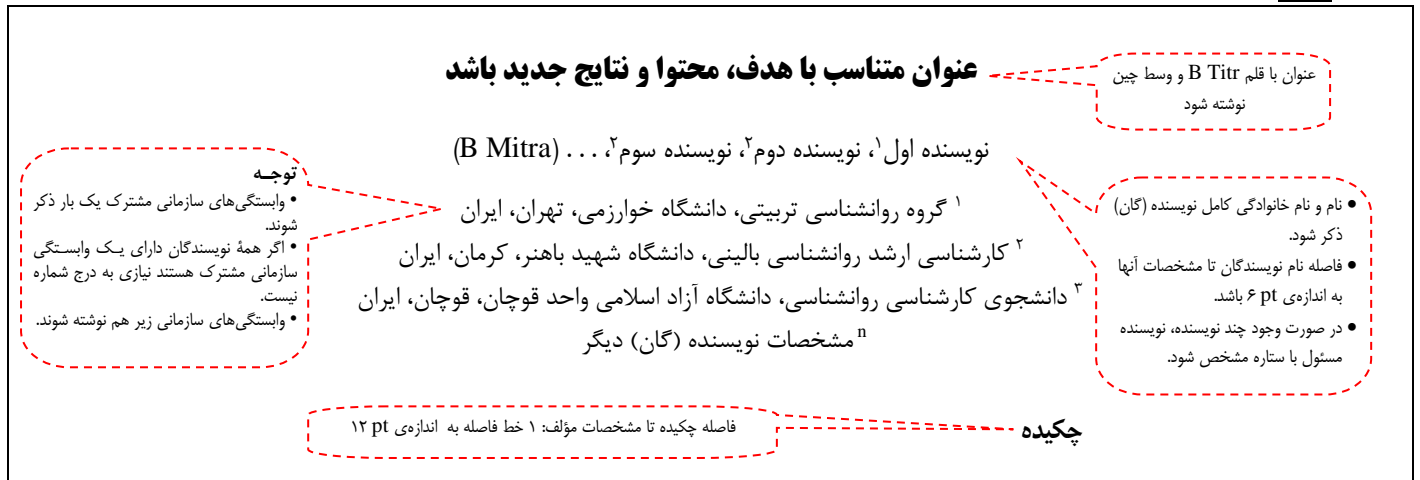 عنوان متناسب با هدف، محتوا و نتایج جدید باشد
عنوان با قلم B Titr و وسط چین
نوشته شود
نویسنده اول۱، نویسنده دوم۲، نویسنده سوم۲، . . . (B Mitra)
• نام و نام خانوادگی کامل نویسنده (گان)
ذکر شود.
• فاصله نام نویسندگان تا مشخصات آنها
به اندازه‌ی ۶ pt باشد.
• در صورت وجود چند نویسنده، نویسنده
مسئول با ستاره مشخص شود.
۱ گروه روانشناسی تربیتی، دانشگاه خوارزمی، تهران، ایران
۲ کارشناسی ارشد روانشناسی بالینی، دانشگاه شهید باهنر، کرمان، ایران
۳ دانشجوی کارشناسی روانشناسی، دانشگاه آزاد اسلامی واحد قوچان، قوچان، ایران
n مشخصات نویسنده (گان) دیگر
توجـه
• وابستگی‌های سازمانی مشترک یک بار ذکر
شوند.
• اگر همۀ نویسندگان دارای یـک وابسـتگی
سازمانی مشترک هستند نیازی به درج شماره
نیست.
• وابستگی‌های سازمانی زیر هم نوشته شوند.
چکیده
فاصله چکیده تا مشخصات مؤلف: ۱ خط فاصله به اندازه‌ی ۱۲ pt